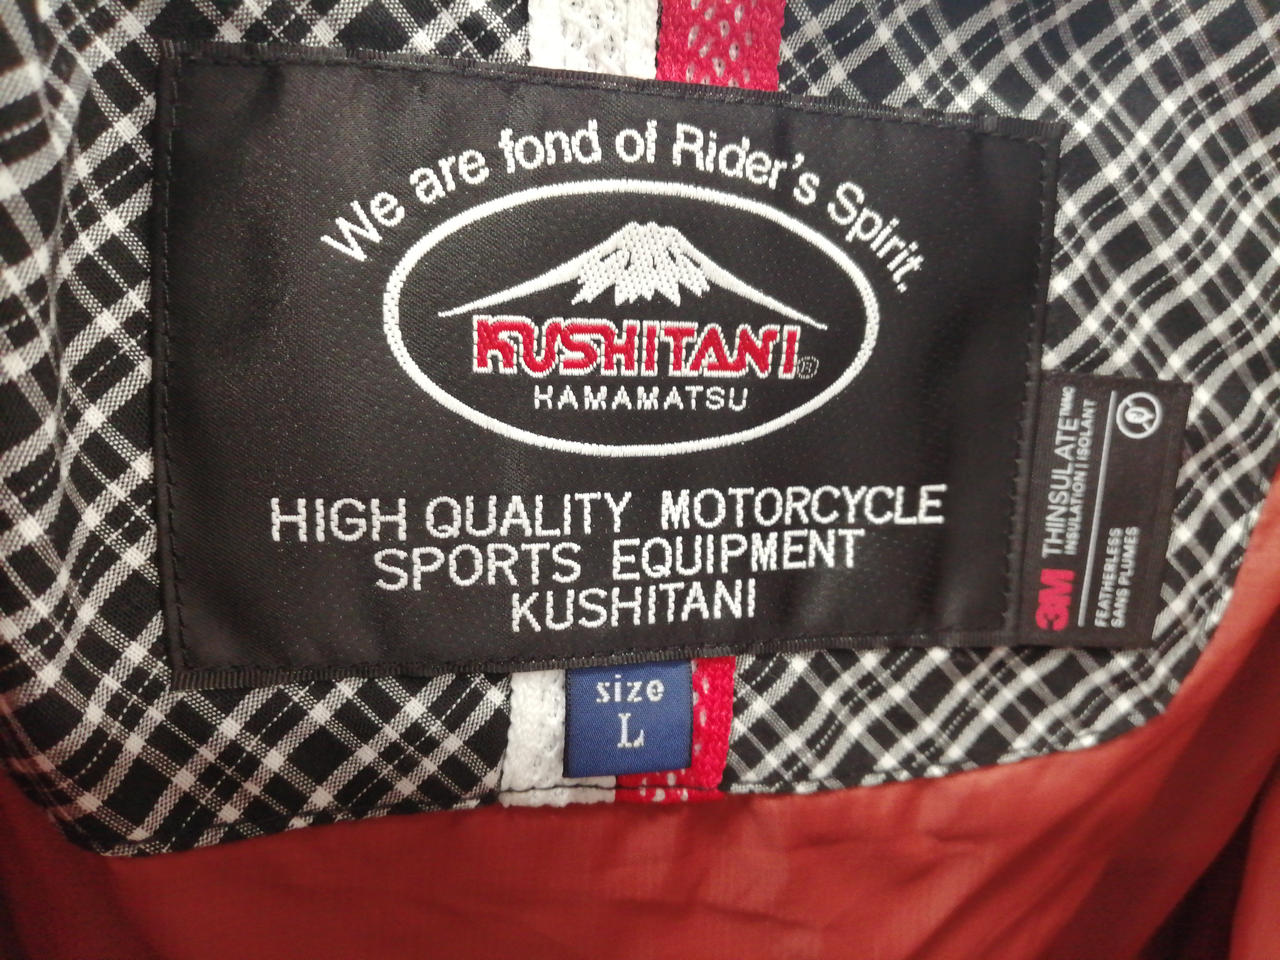 We are fond of Rider's Spirit.
KUSHITANI®
HAMAMATSU
HIGH QUALITY MOTORCYCLE
SPORTS EQUIPMENT
KUSHITANI
size
L
3M THINSULATE™
INSULATION | ISOLANT
FEATHERLESS
SANS PLUMES